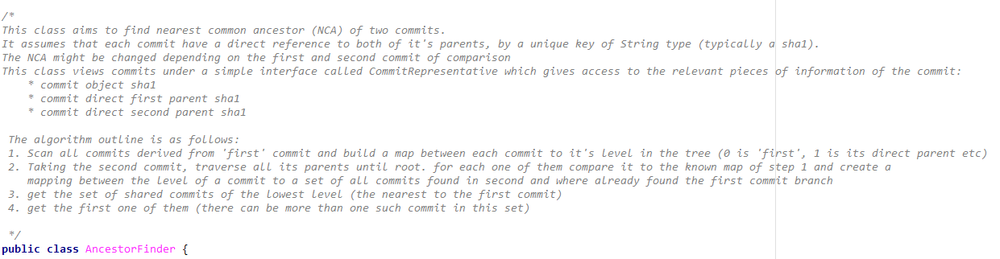 /*
This class aims to find nearest common ancestor (NCA) of two commits.
It assumes that each commit have a direct reference to both of it's parents, by a unique key of String type (typically a sha1).
The NCA might be changed depending on the first and second commit of comparison
This class views commits under a simple interface called CommitRepresentative which gives access to the relevant pieces of information of the commit:
* commit object sha1
* commit direct first parent sha1
* commit direct second parent sha1
The algorithm outline is as follows:
1. Scan all commits derived from 'first' commit and build a map between each commit to it's level in the tree (0 is 'first', 1 is its direct parent etc)
2. Taking the second commit, traverse all its parents until root. for each one of them compare it to the known map of step 1 and create a
mapping between the level of a commit to a set of all commits found in second and where already found the first commit branch
3. get the set of shared commits of the lowest level (the nearest to the first commit)
4. get the first one of them (there can be more than one such commit in this set)
*/
public class AncestorFinder {